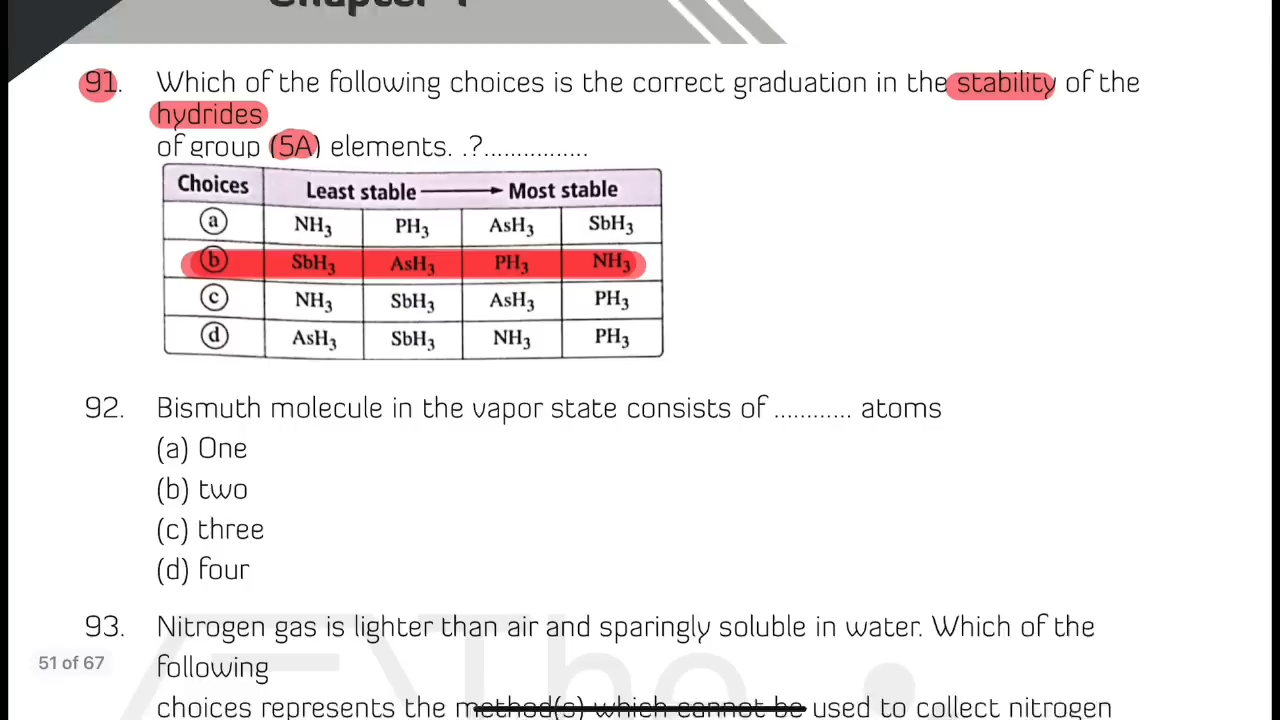 Chapter
91. Which of the following choices is the correct graduation in the stability of the
hydrides
of group (5A) elements. .?................
Choices Least stable → Most stable
a NH3 PH3 AsH3 SbH3
b SbH3 AsH3 PH3 NH3
c NH3 SbH3 AsH3 PH3
d AsH3 SbH3 NH3 PH3
92. Bismuth molecule in the vapor state consists of ............ atoms
(a) One
(b) two
(c) three
(d) four
93. Nitrogen gas is lighter than air and sparingly soluble in water. Which of the
following
51 of 67
choices represents the method(s) which cannot be used to collect nitrogen
The